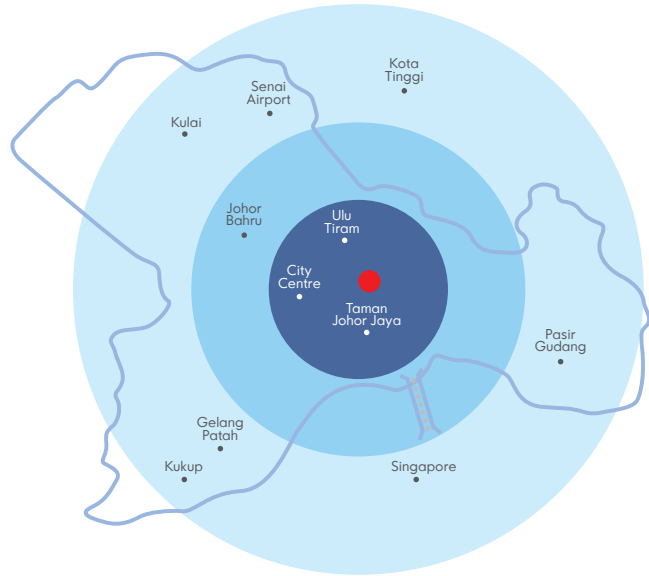 Kota
Tinggi
Senai
Airport
Kulai
Johor
Bahru
Ulu
Tiram
City
Centre
Taman
Johor Jaya
Pasir
Gudang
Gelang
Patah
Kukup
Singapore